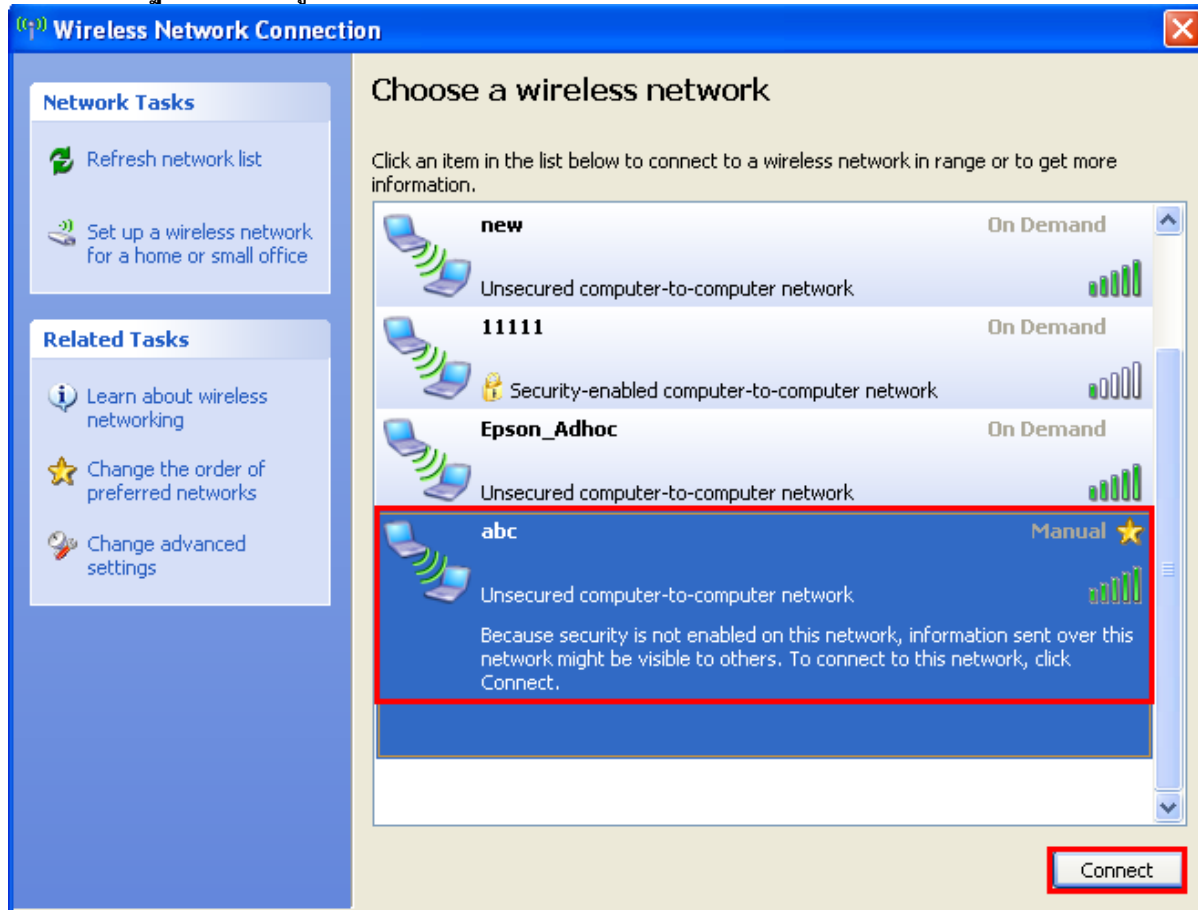 Wireless Network Connection
Network Tasks
Refresh network list
Set up a wireless network
for a home or small office
Related Tasks
Learn about wireless
networking
Change the order of
preferred networks
Change advanced
settings
Choose a wireless network
Click an item in the list below to connect to a wireless network in range or to get more
information.
new On Demand
Unsecured computer-to-computer network
11111 On Demand
Security-enabled computer-to-computer network
Epson_Adhoc On Demand
Unsecured computer-to-computer network
abc Manual
Unsecured computer-to-computer network
Because security is not enabled on this network, information sent over this
network might be visible to others. To connect to this network, click
Connect.
Connect